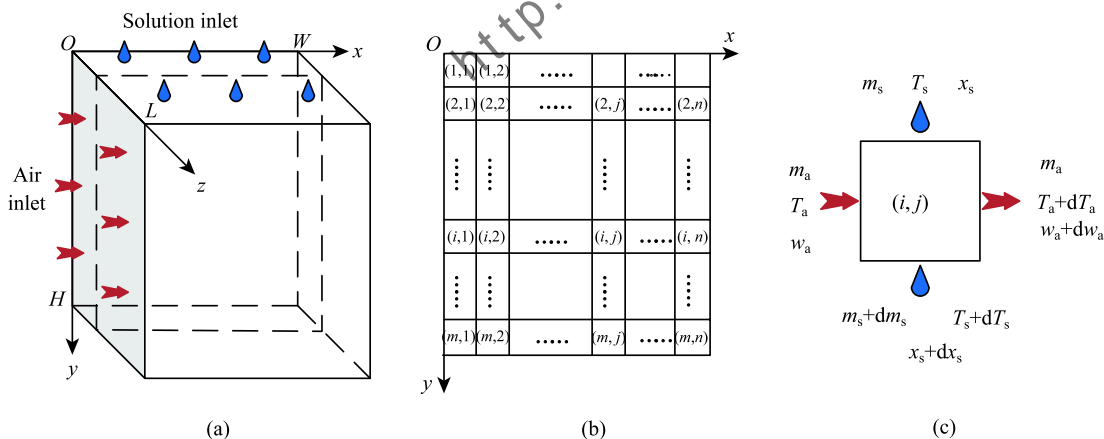 Solution inlet
O
W
x
L
Air
inlet
z
H
y
(a)
http.
O
x
(1,1)
(1,2)
.....
.....
(2,1)
(2,2)
.....
(2, j)
.....
(2,n)
(i,1)
(i,2)
.....
(i, j)
.....
(i, n)
(m,1)
(m,2)
.....
(m, j)
.....
(m,n)
y
(b)
mₛ Tₛ xₛ
mₐ
Tₐ
wₐ
(i, j)
mₐ
Tₐ+dTₐ
wₐ+dwₐ
mₛ+dmₛ Tₛ+dTₛ
xₛ+dxₛ
(c)